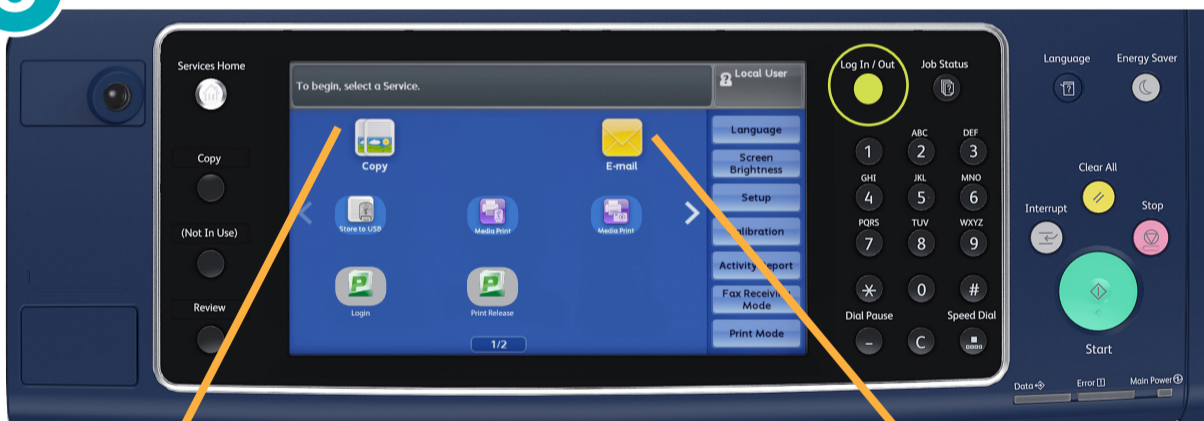 Services Home
Copy
(Not In Use)
Review
To begin, select a Service.
Local User
Copy
E-mail
Store to USB
Media Print
Media Print
Login
Print Release
1/2
Language
Screen
Brightness
Setup
Activity Report
Fax Receiving
Mode
Print Mode
Log In / Out
Job Status
1
ABC
2
DEF
3
GHI
4
JKL
5
MNO
6
PQRS
7
TUV
8
WXYZ
9
*
0
#
Dial Pause
Speed Dial
-
C
Language
Energy Saver
Clear All
Interrupt
Stop
Start
Data
Error
Main Power